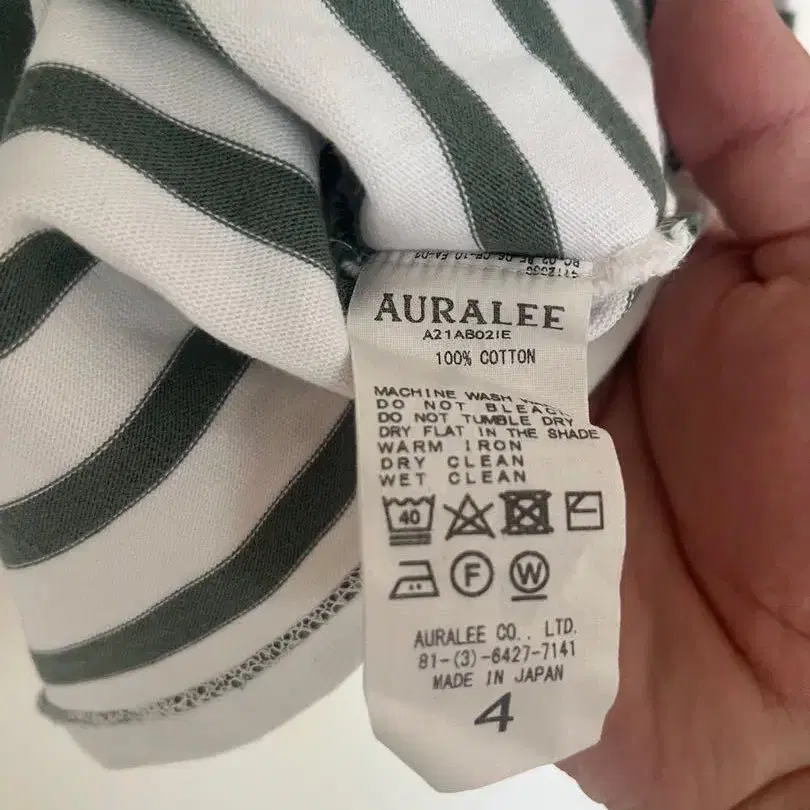 AURALEE
A21AB02IE
100% COTTON
MACHINE WASH
DO NOT BLEACH
DO NOT TUMBLE DRY
DRY FLAT IN THE SHADE
WARM IRON
DRY CLEAN
WET CLEAN
40
F W
AURALEE CO., LTD.
81-(3)-6427-7141
MADE IN JAPAN
4